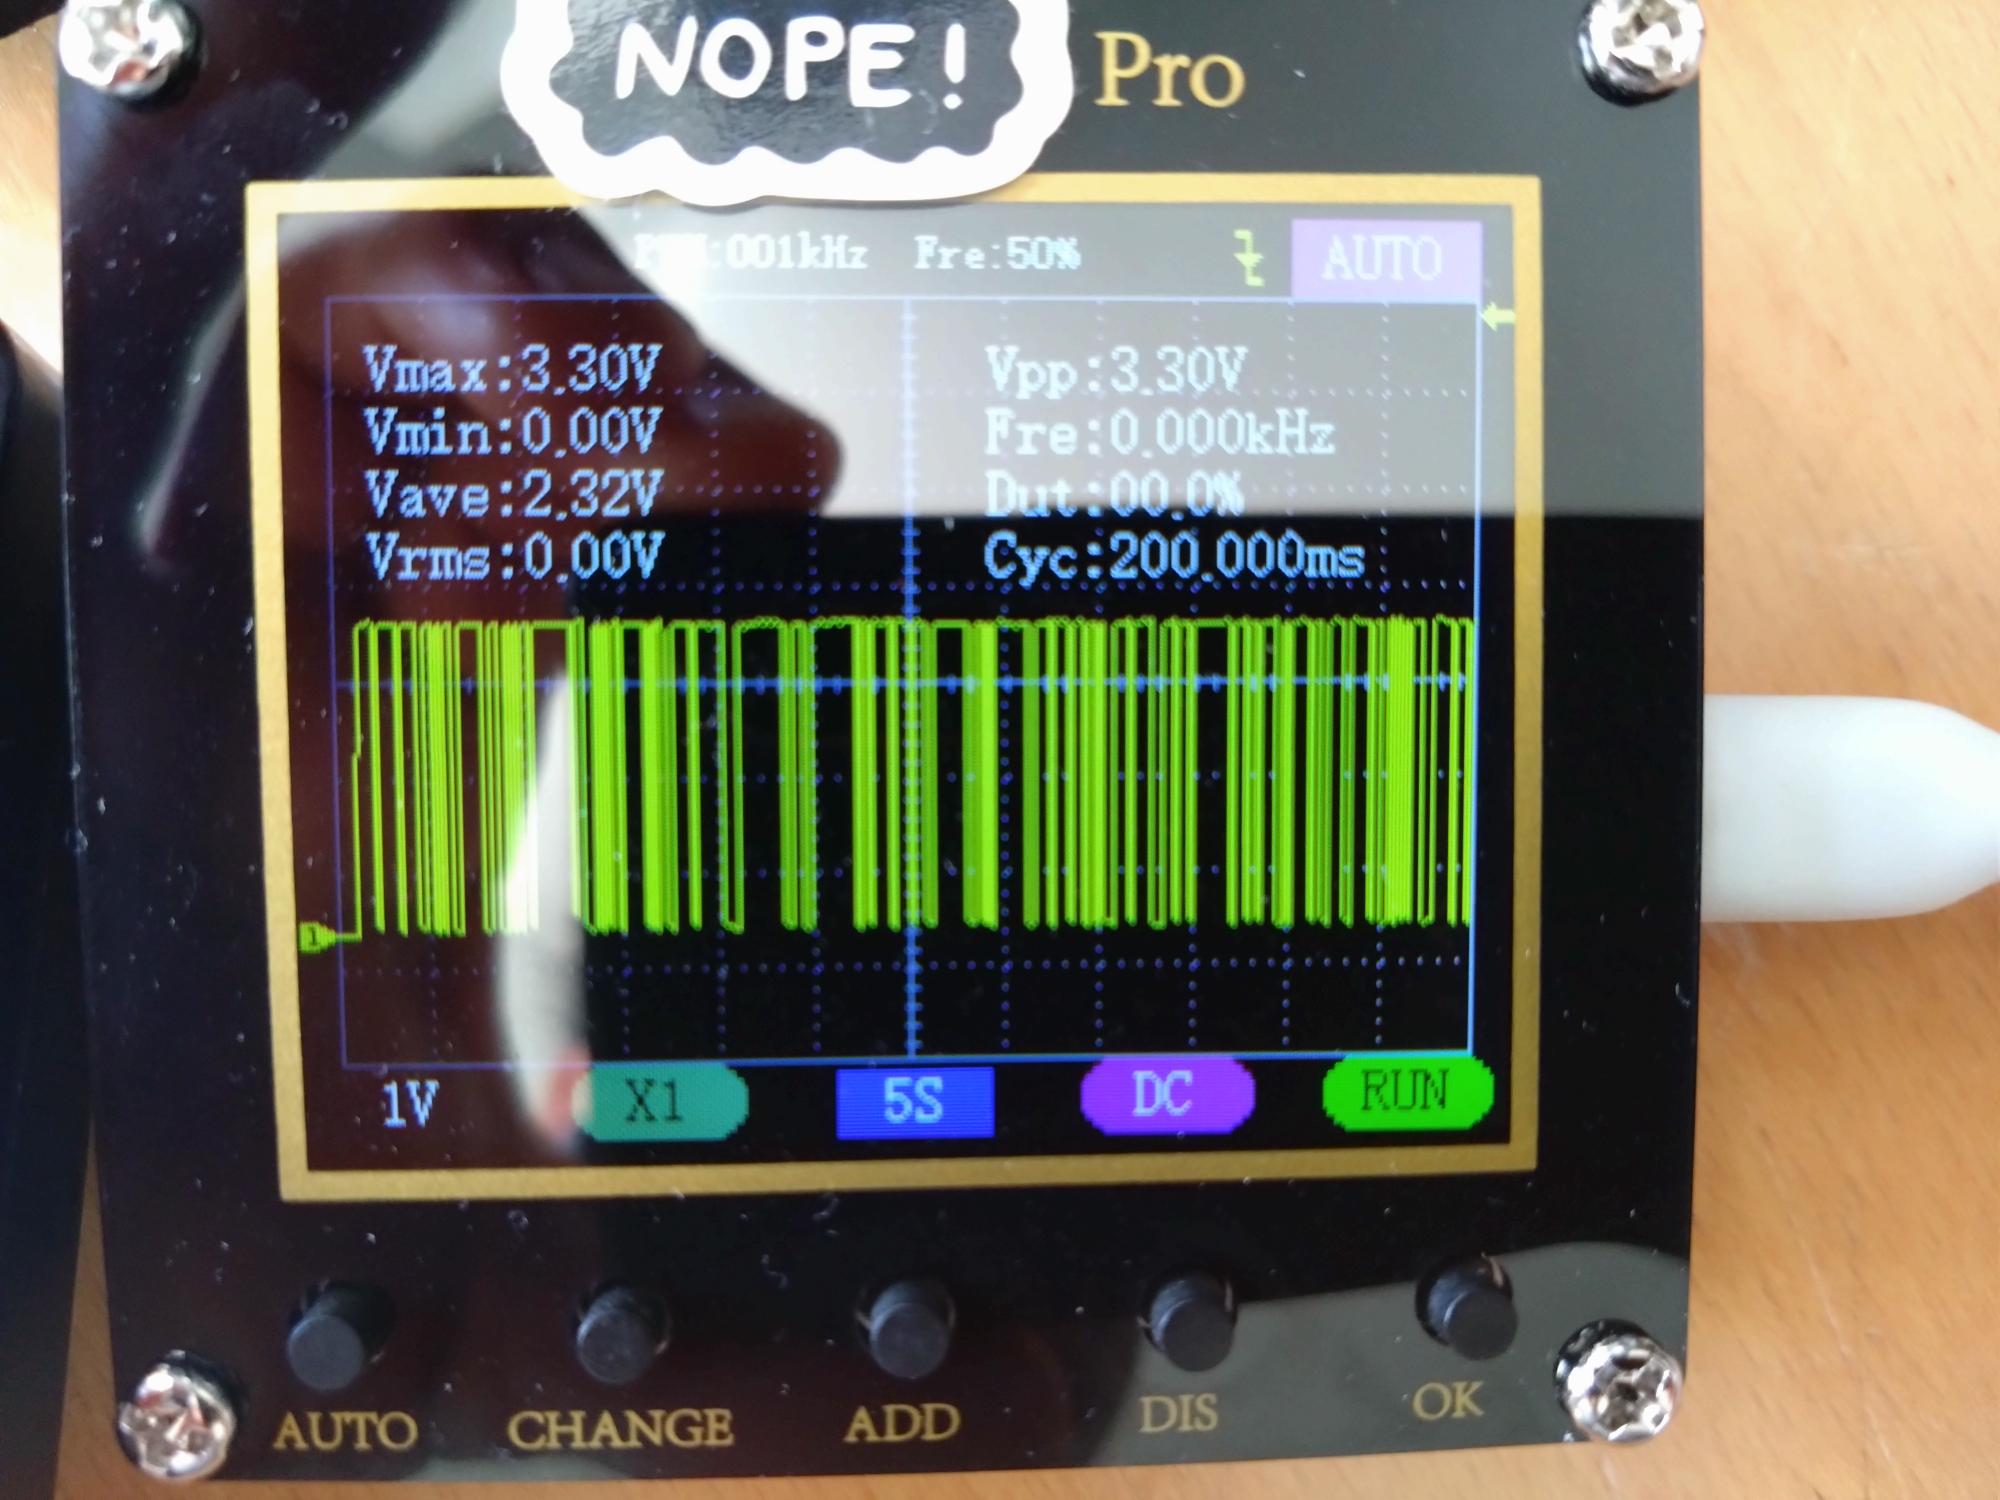 NOPE! Pro
:001kHz Fre:50% AUTO
Vmax:3.30V Vpp:3.30V
Vmin:0.00V Fre:0.000kHz
Vave:2.32V Dut:00.0%
Vrms:0.00V Cyc:200.000ms
1
1V X1 5S DC RUN
AUTO CHANGE ADD DIS OK